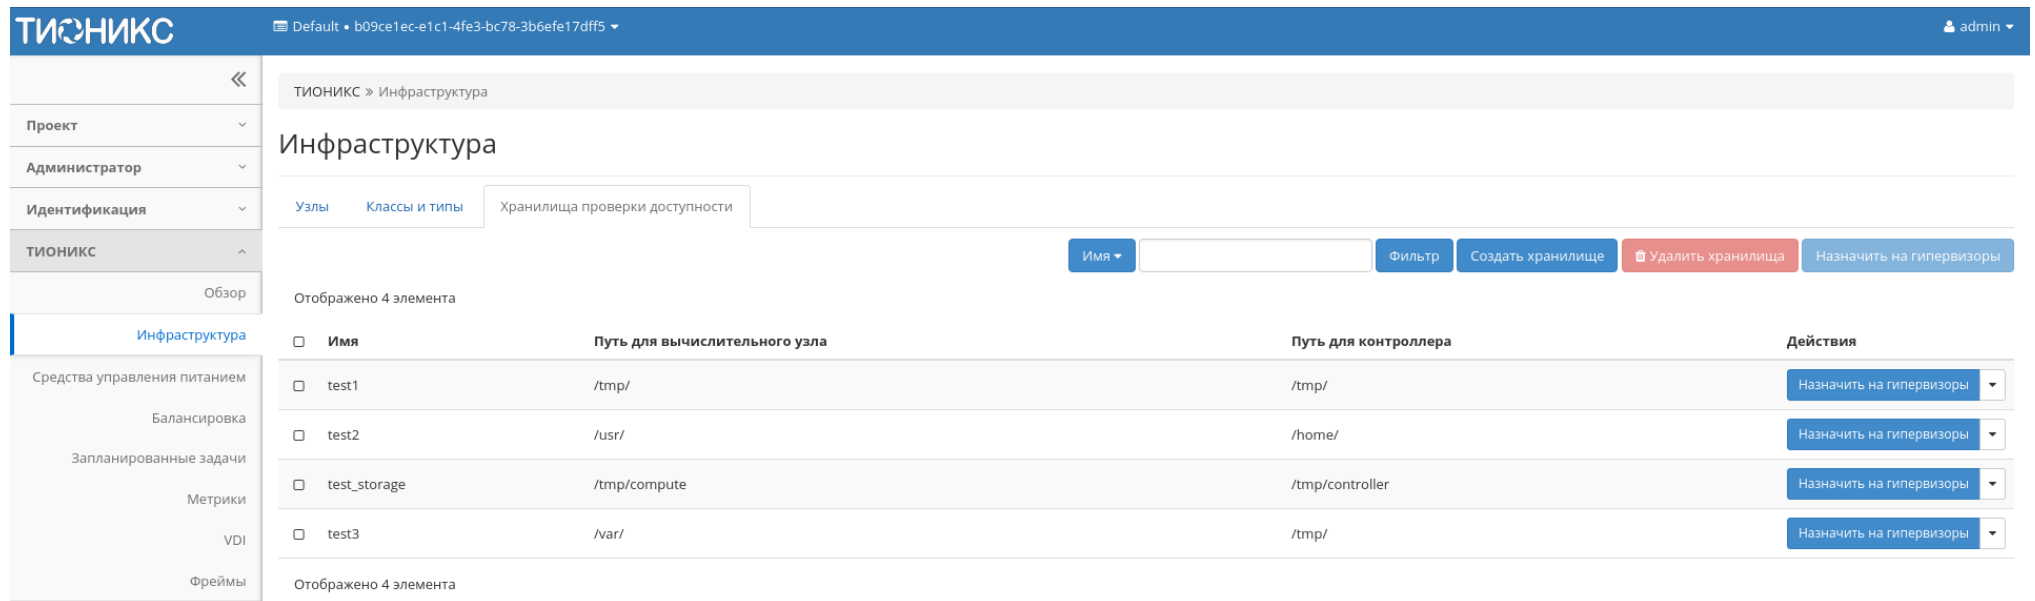 ТИОНИКС
Default • b09ce1ec-e1c1-4fe3-bc78-3b6efe17dff5
admin
Проект
Администратор
Идентификация
ТИОНИКС
Обзор
Инфраструктура
Средства управления питанием
Балансировка
Запланированные задачи
Метрики
VDI
Фреймы
ТИОНИКС » Инфраструктура
Инфраструктура
Узлы Классы и типы Хранилища проверки доступности
Имя Фильтр Создать хранилище Удалить хранилища Назначить на гипервизоры
Отображено 4 элемента
Имя Путь для вычислительного узла Путь для контроллера Действия
test1 /tmp/ /tmp/ Назначить на гипервизоры
test2 /usr/ /home/ Назначить на гипервизоры
test_storage /tmp/compute /tmp/controller Назначить на гипервизоры
test3 /var/ /tmp/ Назначить на гипервизоры
Отображено 4 элемента